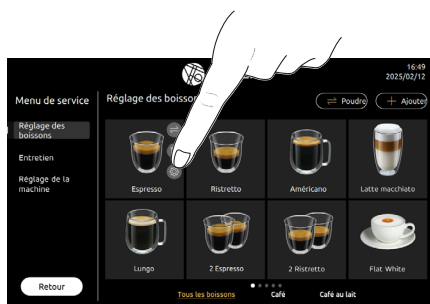 16:49
2025/02/12
Menu de service
Réglage des boisso
Poudre
Ajouter
Réglage des
boissons
Entretien
Réglage de la
machine
Espresso
Ristretto
Américano
Latte macchiato
Lungo
2 Espresso
2 Ristretto
Flat White
Retour
Tous les boissons
Café
Café au lait